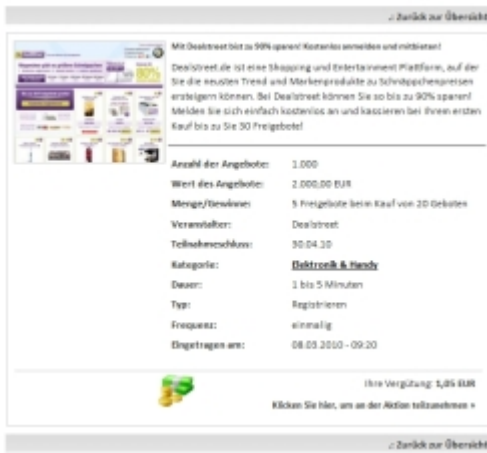 .: Zurück zur Übersicht
Mit Dealstreet bist zu 90% sparen! Kostenlos anmelden und mitbieten!
Dealstreet.de ist eine Shopping und Entertainment Plattform, auf der
Sie die neusten Trend und Markenprodukte zu Schnäppchenpreisen
ersteigern können. Bei Dealstreet können Sie so bis zu 90% sparen!
Melden Sie sich einfach kostenlos an und kassieren bei Ihrem ersten
Kauf bis zu Sie 30 Freigebote!
Anzahl der Angebote: 1.000
Wert des Angebote: 2.000,00 EUR
Menge/Gewinne: 5 Freigebote beim Kauf von 20 Geboten
Veranstalter: Dealstreet
Teilnahmeschluss: 30.04.10
Kategorie: Elektronik & Handy
Dauer: 1 bis 5 Minuten
Typ: Registrieren
Frequenz: einmalig
Eingetragen am: 08.03.2010 - 09:20
Ihre Vergütung: 1,05 EUR
Klicken Sie hier, um an der Aktion teilzunehmen »
.: Zurück zur Übersicht